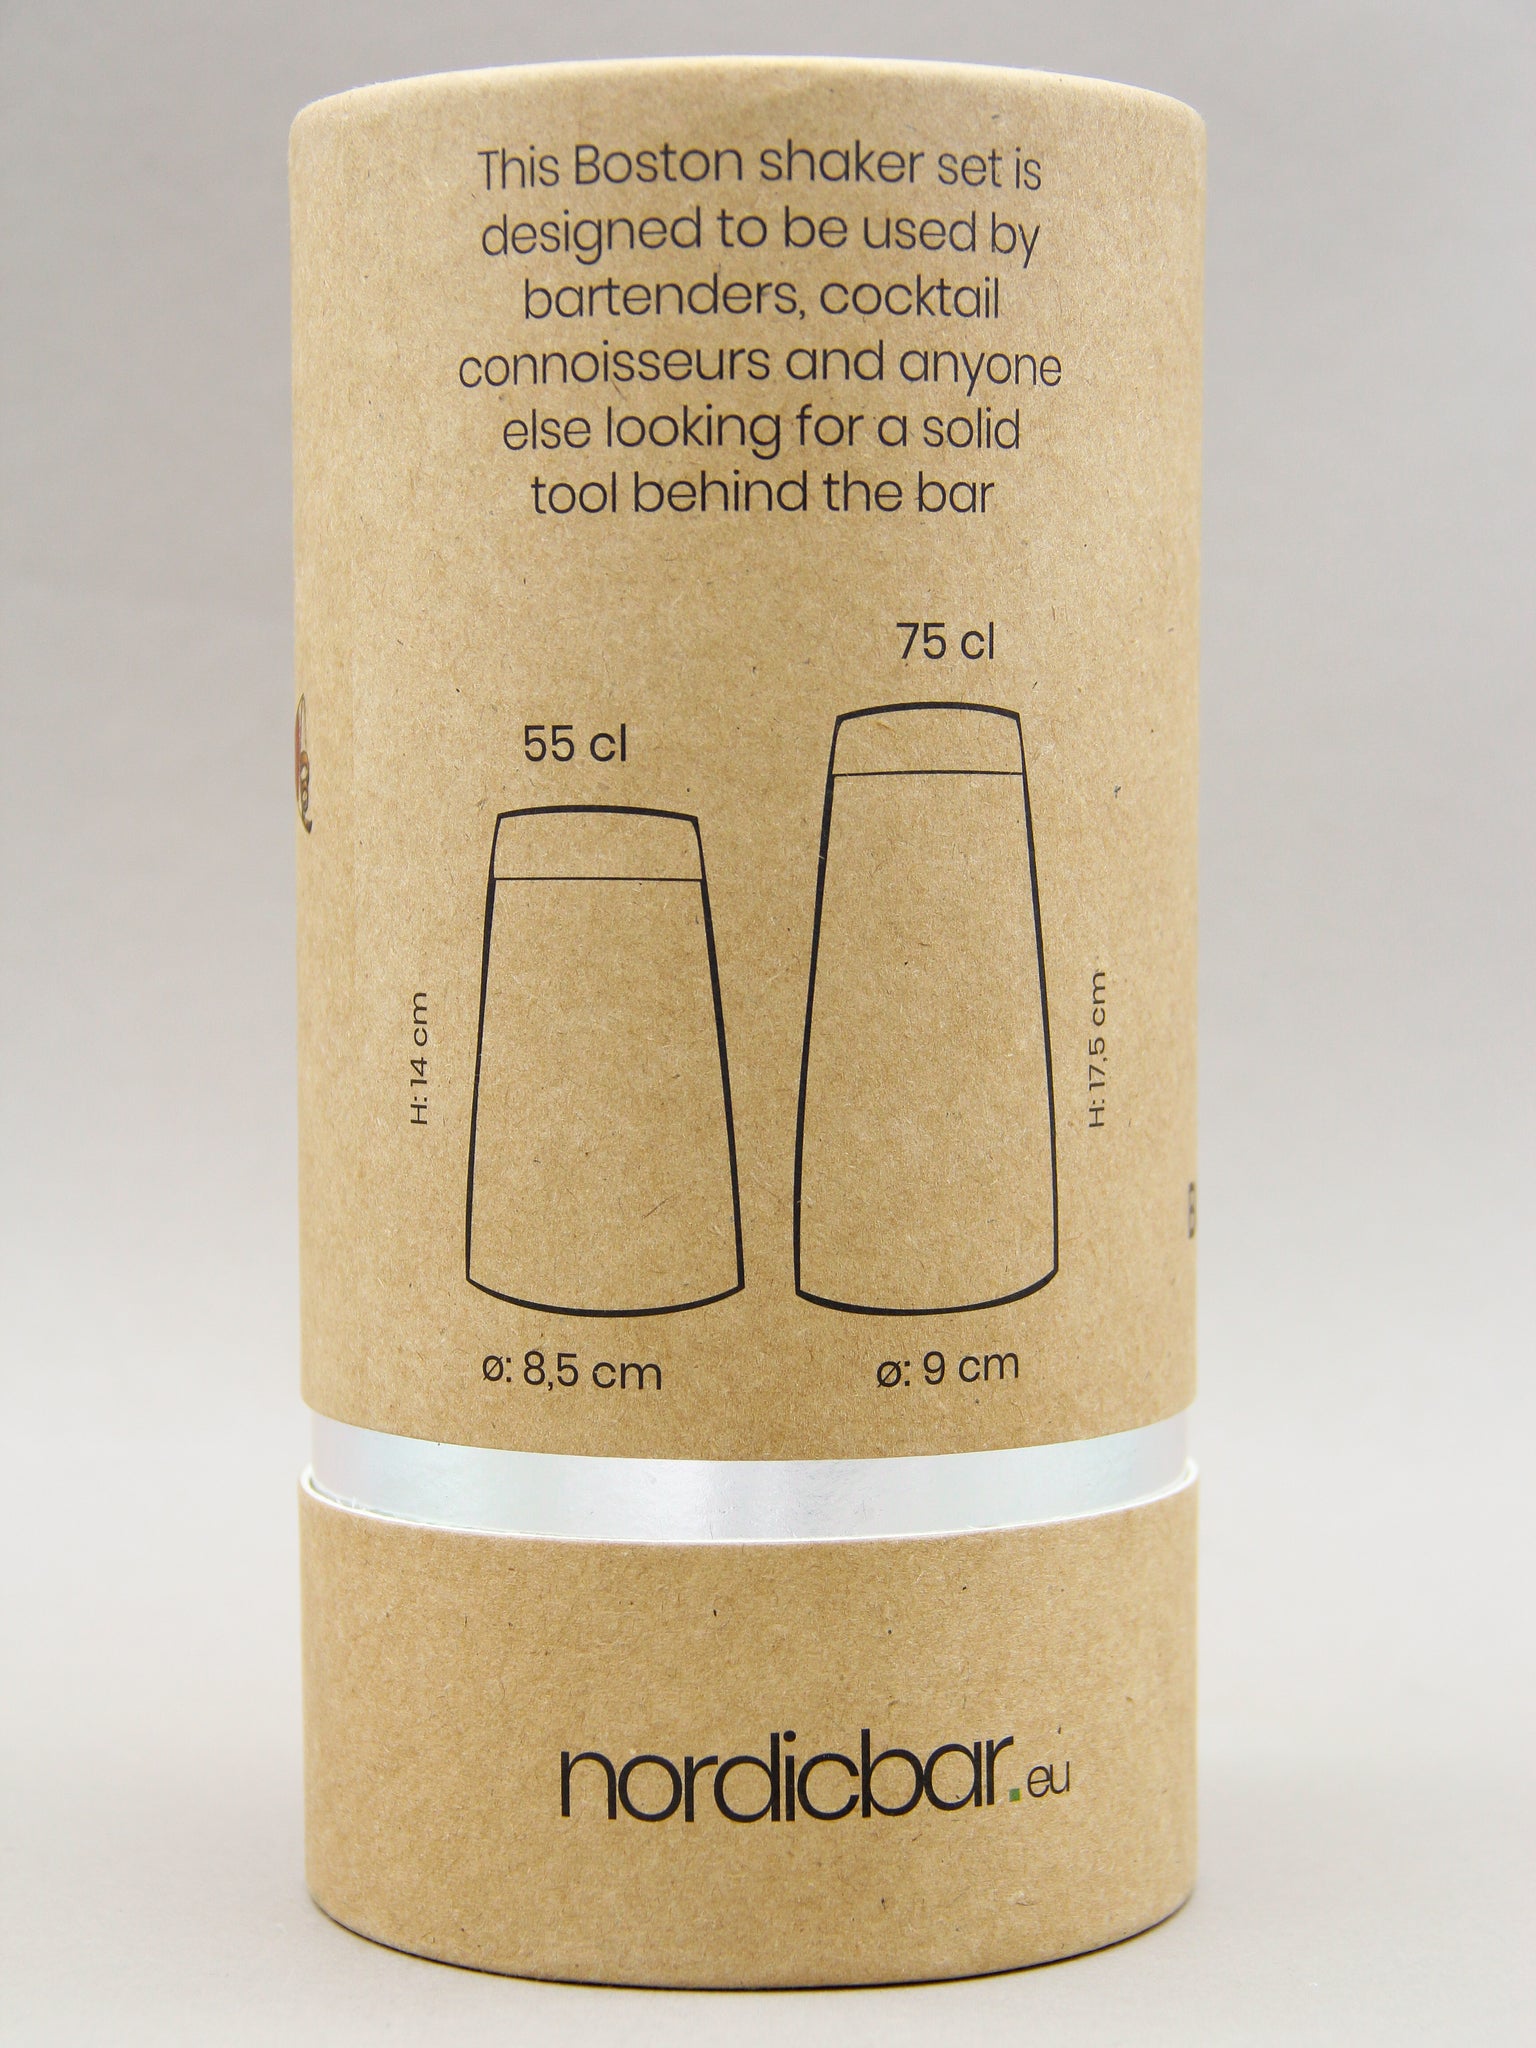 This Boston shaker set is
designed to be used by
bartenders, cocktail
connoisseurs and anyone
else looking for a solid
tool behind the bar
75 cl
55 cl
H: 14 cm
H: 17,5 cm
ø: 8,5 cm
ø: 9 cm
nordicbar.eu